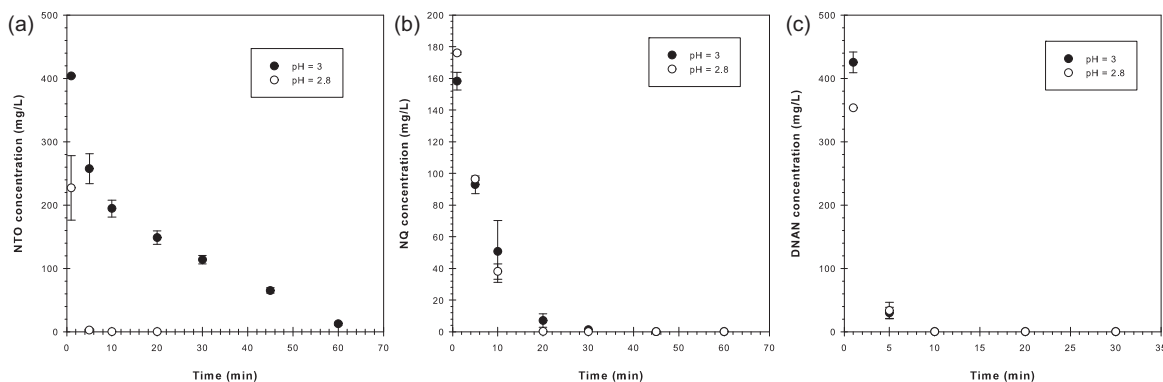 (a)
NTO concentration (mg/L)
500
400
300
200
100
0
pH = 3
pH = 2.8
0 10 20 30 40 50 60 70
Time (min)
(b)
NQ concentration (mg/L)
200
180
160
140
120
100
80
60
40
20
0
pH = 3
pH = 2.8
0 10 20 30 40 50 60 70
Time (min)
(c)
DNAN concentration (mg/L)
500
400
300
200
100
0
pH = 3
pH = 2.8
0 5 10 15 20 25 30 35
Time (min)